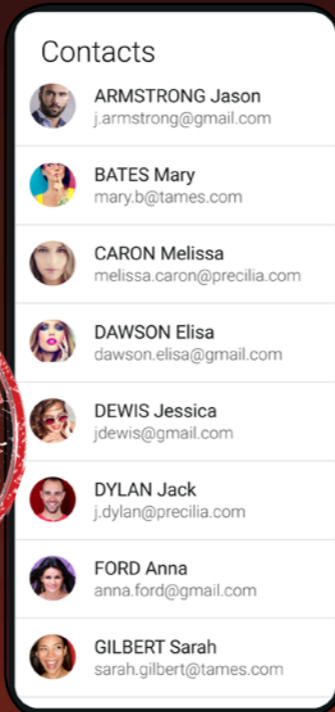 Contacts
ARMSTRONG Jason
j.armstrong@gmail.com
BATES Mary
mary.b@tames.com
CARON Melissa
melissa.caron@precilia.com
DAWSON Elisa
dawson.elisa@gmail.com
DEWIS Jessica
jdewis@gmail.com
DYLAN Jack
j.dylan@precilia.com
FORD Anna
anna.ford@gmail.com
GILBERT Sarah
sarah.gilbert@tames.com